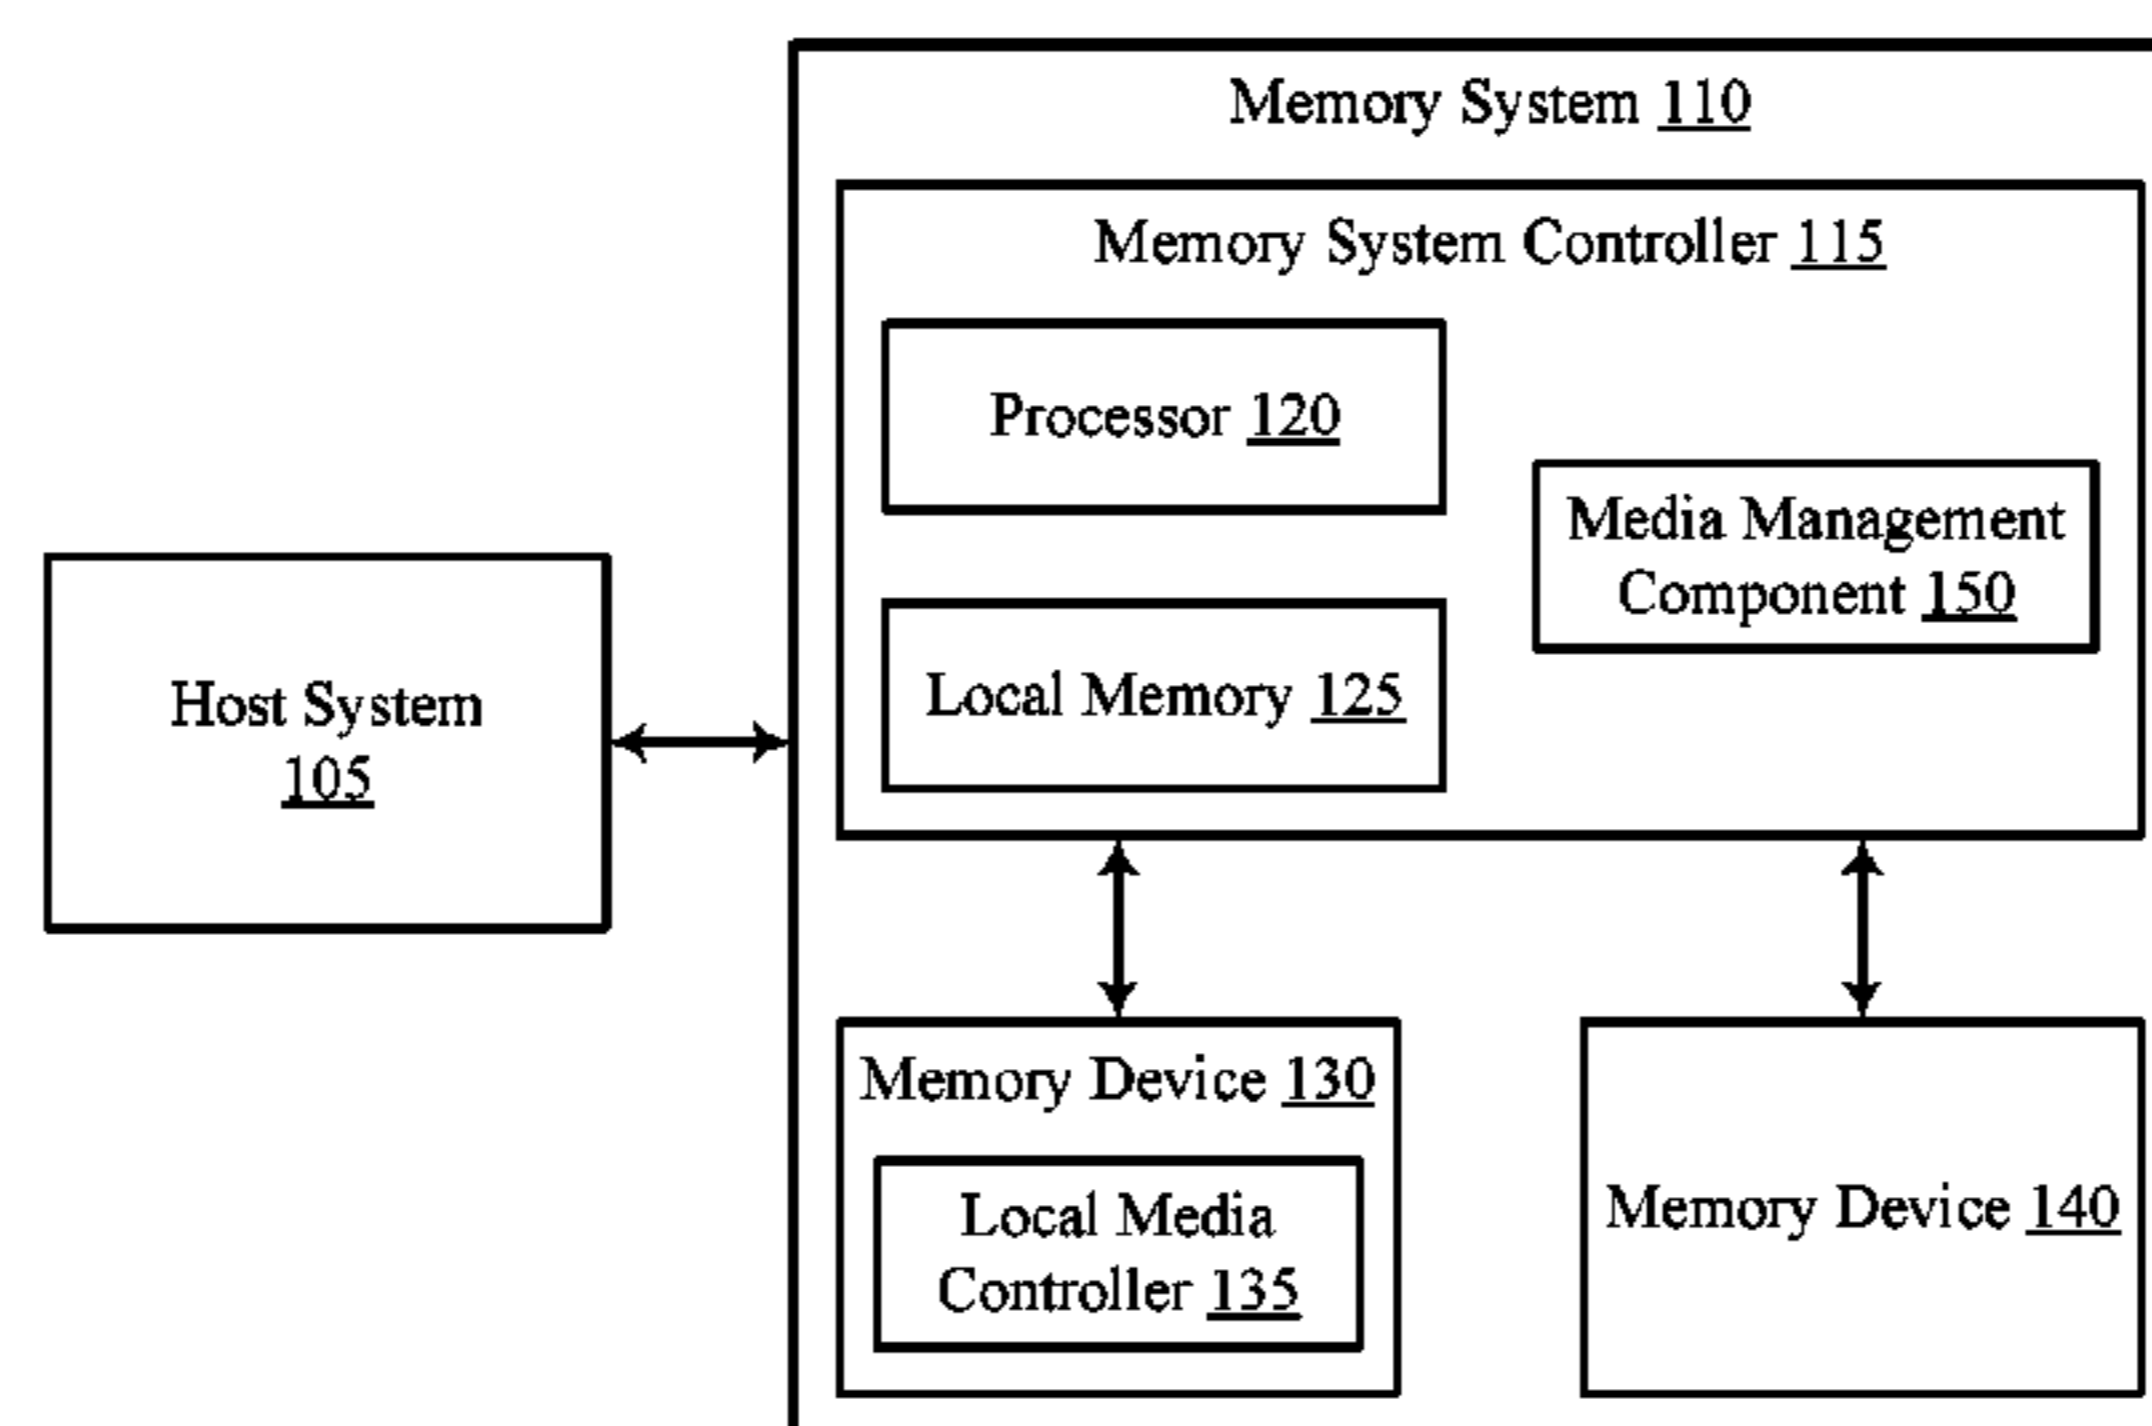 Memory System 110
Memory System Controller 115
Processor 120
Media Management
Component 150
Local Memory 125
Host System
105
Memory Device 130
Local Media
Controller 135
Memory Device 140